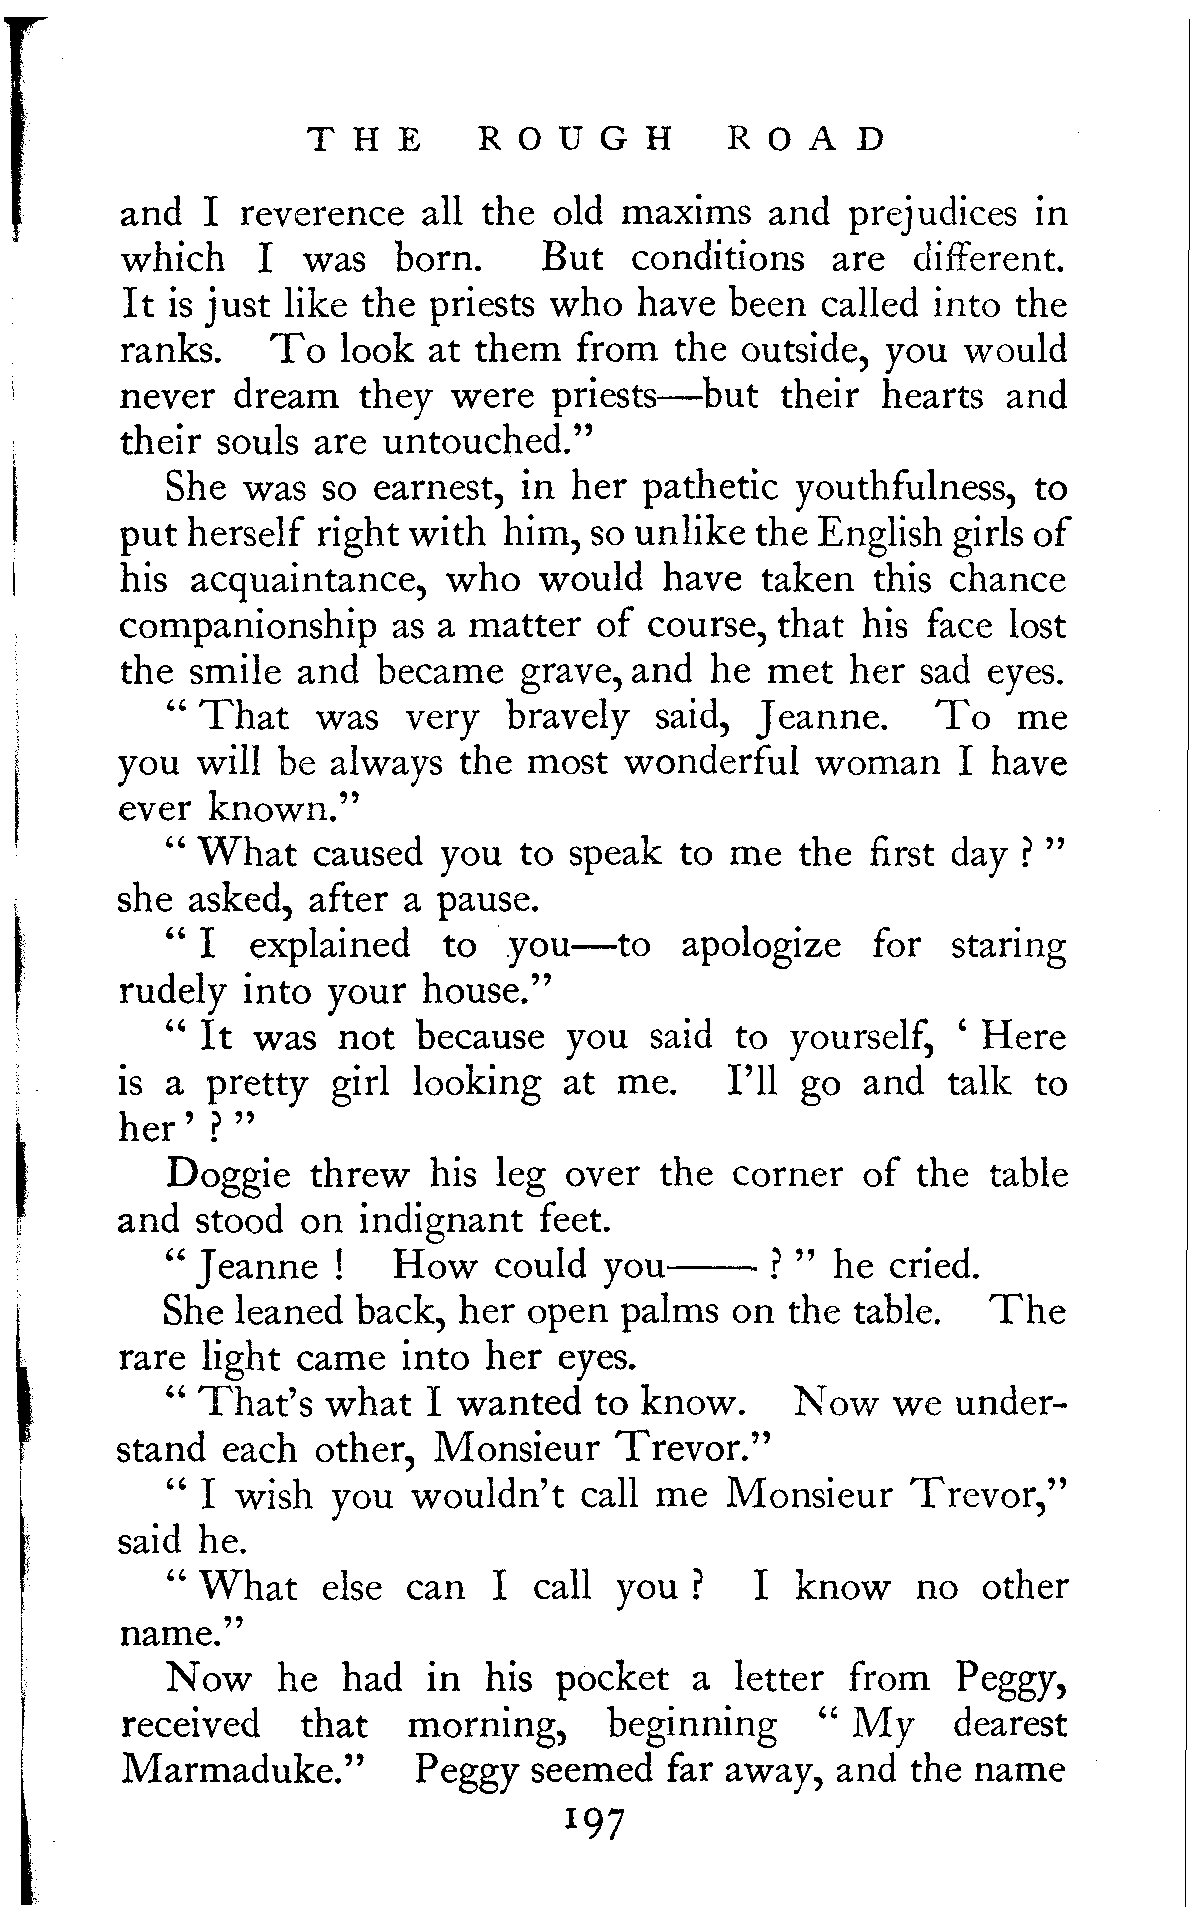 THE ROUGH ROAD
and I reverence all the old maxims and prejudices in
which I was born. But conditions are different.
It is just like the priests who have been called into the
ranks. To look at them from the outside, you would
never dream they were priests—but their hearts and
their souls are untouched.”
She was so earnest, in her pathetic youthfulness, to
put herself right with him, so unlike the English girls of
his acquaintance, who would have taken this chance
companionship as a matter of course, that his face lost
the smile and became grave, and he met her sad eyes.
“ That was very bravely said, Jeanne. To me
you will be always the most wonderful woman I have
ever known.”
“ What caused you to speak to me the first day ? ”
she asked, after a pause.
“ I explained to you—to apologize for staring
rudely into your house.”
“ It was not because you said to yourself, ‘ Here
is a pretty girl looking at me. I’ll go and talk to
her ’ ? ”
Doggie threw his leg over the corner of the table
and stood on indignant feet.
“ Jeanne ! How could you—— ? ” he cried.
She leaned back, her open palms on the table. The
rare light came into her eyes.
“ That’s what I wanted to know. Now we under-
stand each other, Monsieur Trevor.”
“ I wish you wouldn’t call me Monsieur Trevor,”
said he.
“ What else can I call you ? I know no other
name.”
Now he had in his pocket a letter from Peggy,
received that morning, beginning “ My dearest
Marmaduke.” Peggy seemed far away, and the name
197